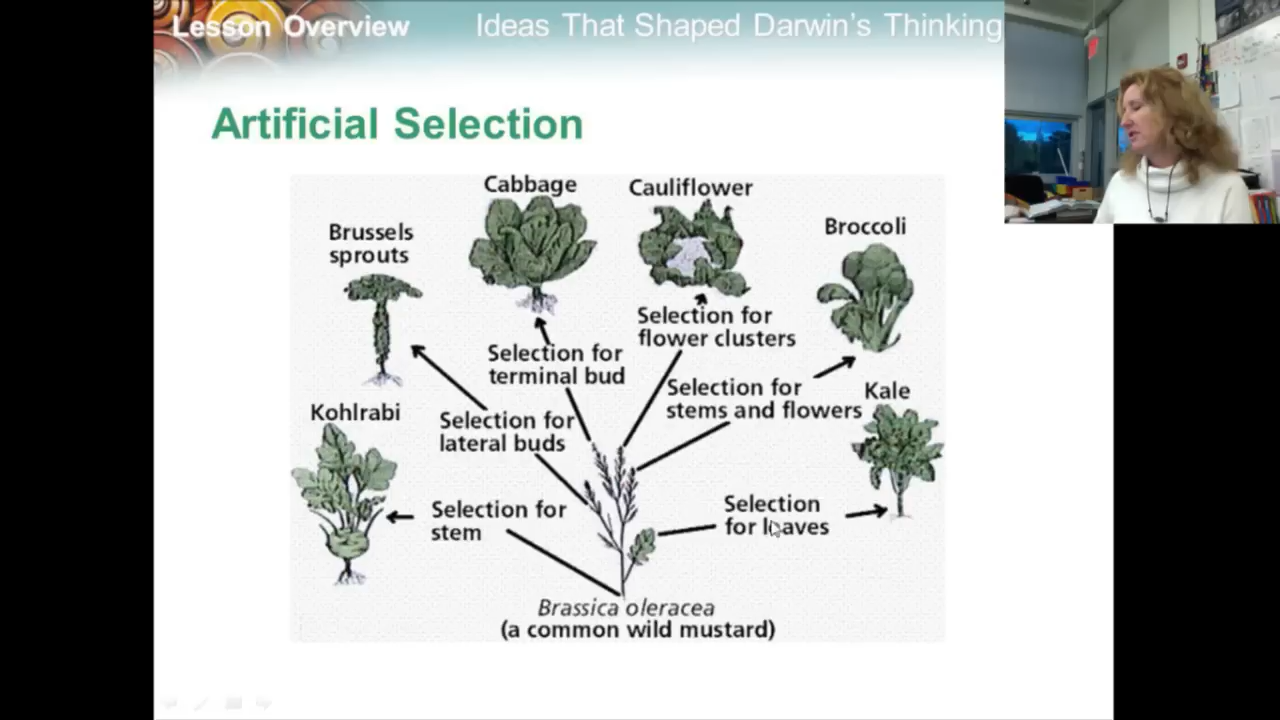 Lesson Overview
Ideas That Shaped Darwin's Thinking
Artificial Selection
Cabbage
Cauliflower
Brussels
sprouts
Broccoli
Selection for
flower clusters
Selection for
terminal bud
Selection for
stems and flowers
Kale
Kohlrabi
Selection for
lateral buds
Selection for
stem
Selection
for leaves
Brassica oleracea
(a common wild mustard)